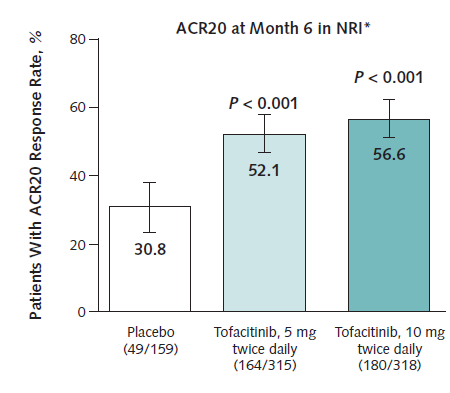 ACR20 at Month 6 in NRI*
Patients With ACR20 Response Rate, %
80
60
40
20
0
P < 0.001
P < 0.001
30.8
52.1
56.6
Placebo
(49/159)
Tofacitinib, 5 mg
twice daily
(164/315)
Tofacitinib, 10 mg
twice daily
(180/318)